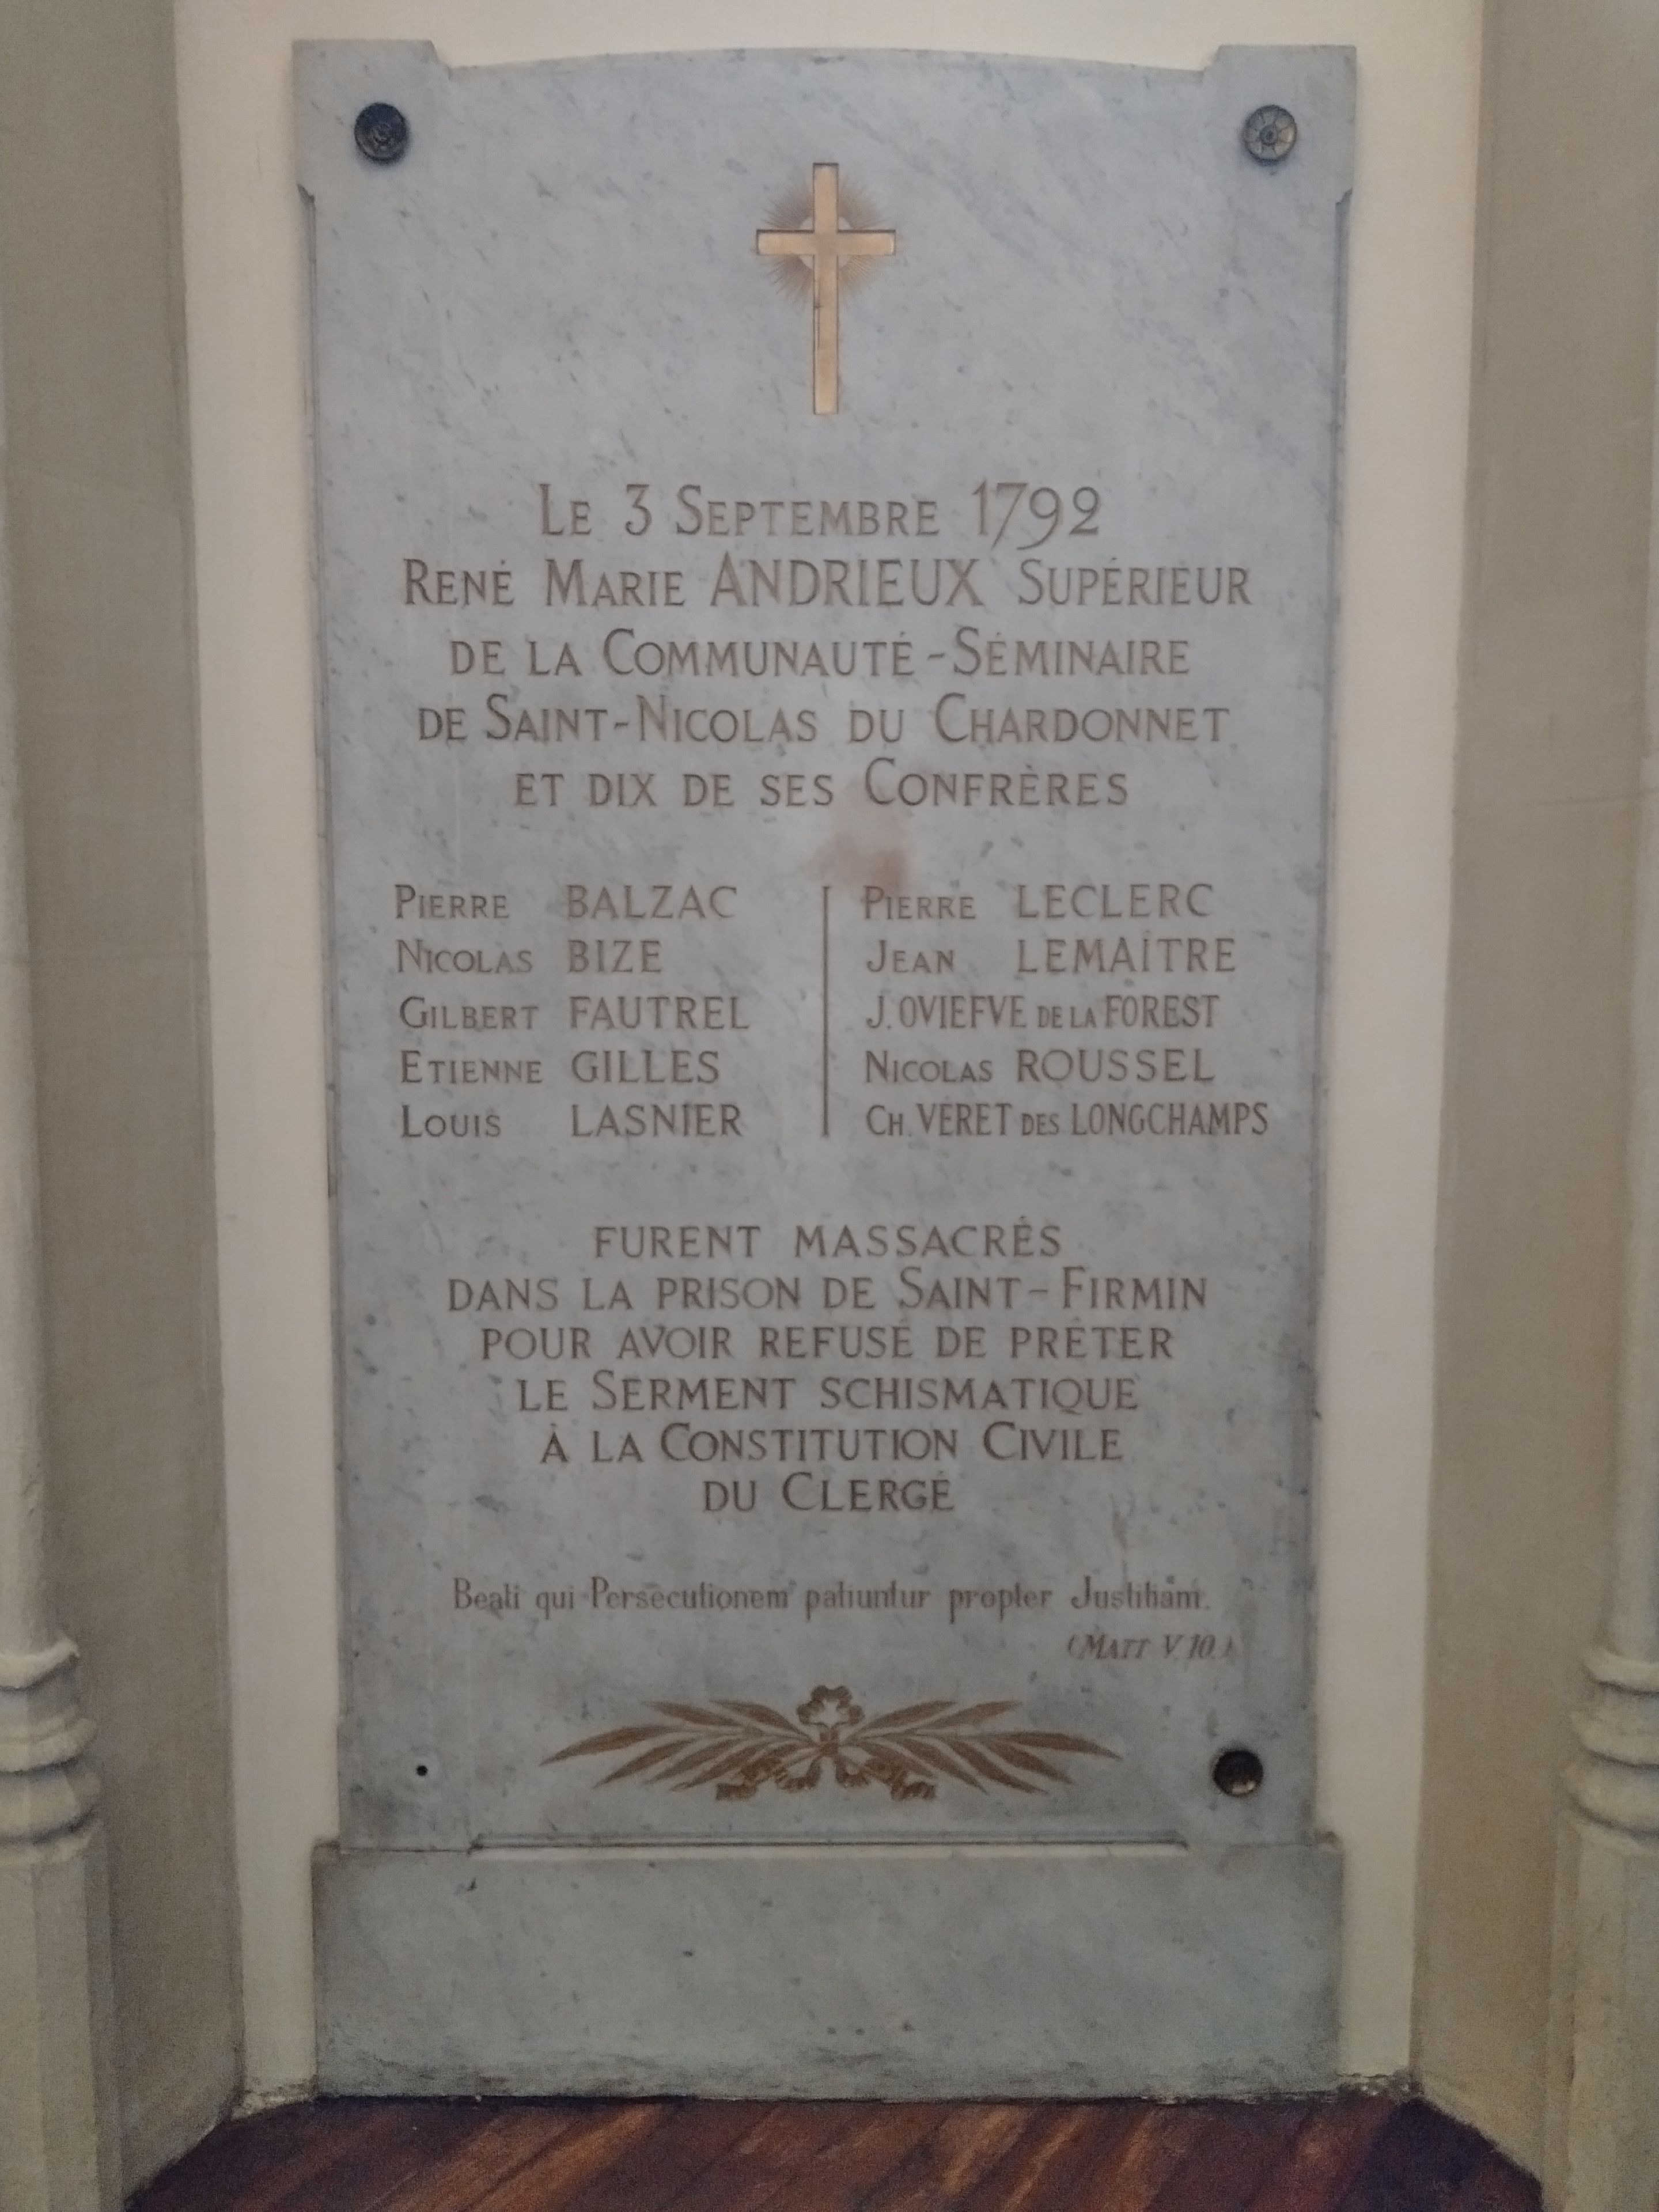 Le 3 Septembre 1792
René Marie ANDRIEUX Supérieur
de la Communauté-Séminaire
de Saint-Nicolas du Chardonnet
et dix de ses Confrères
Pierre BALZAC
Nicolas BIZE
Gilbert FAUTREL
Etienne GILLES
Louis LASNIER
Pierre LECLERC
Jean LEMAÎTRE
J. OVIEFVE de la FOREST
Nicolas ROUSSEL
Ch. VÉRET des LONGCHAMPS
furent massacrés
dans la prison de Saint-Firmin
pour avoir refusé de prêter
le Serment schismatique
à la Constitution Civile
du Clergé
Beati qui Persecutionem patiuntur propter Justitiam.
(Matt V. 10.)